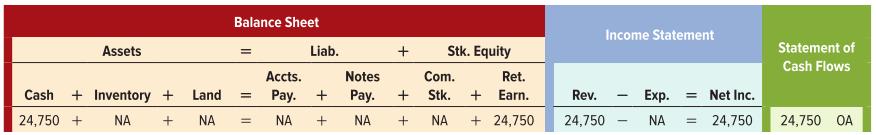 Balance Sheet
Income Statement
Statement of
Cash Flows
Assets = Liab. + Stk. Equity
Accts. Notes Com. Ret.
Cash + Inventory + Land = Pay. + Pay. + Stk. + Earn. Rev. − Exp. = Net Inc.
24,750 + NA + NA = NA + NA + NA + 24,750 24,750 − NA = 24,750 24,750 OA